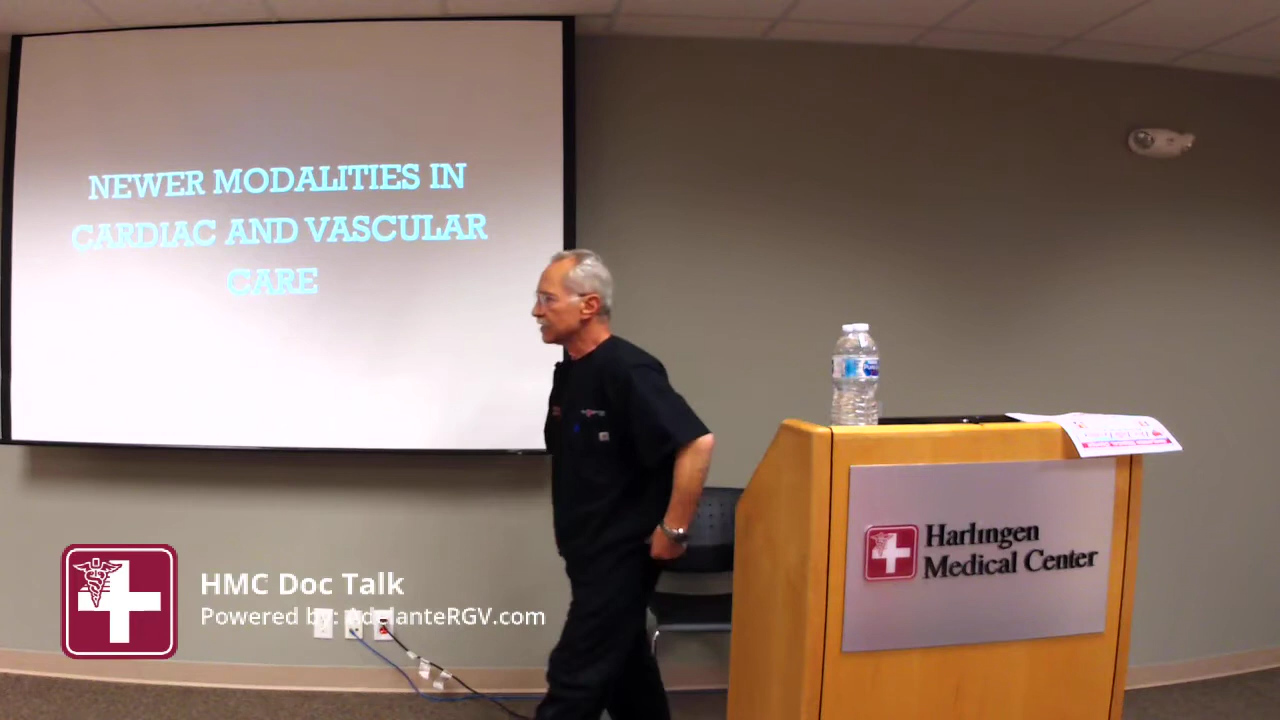 NEWER MODALITIES IN
CARDIAC AND VASCULAR
CARE
Harlingen
Medical Center
HMC Doc Talk
Powered by: AdelanteRGV.com